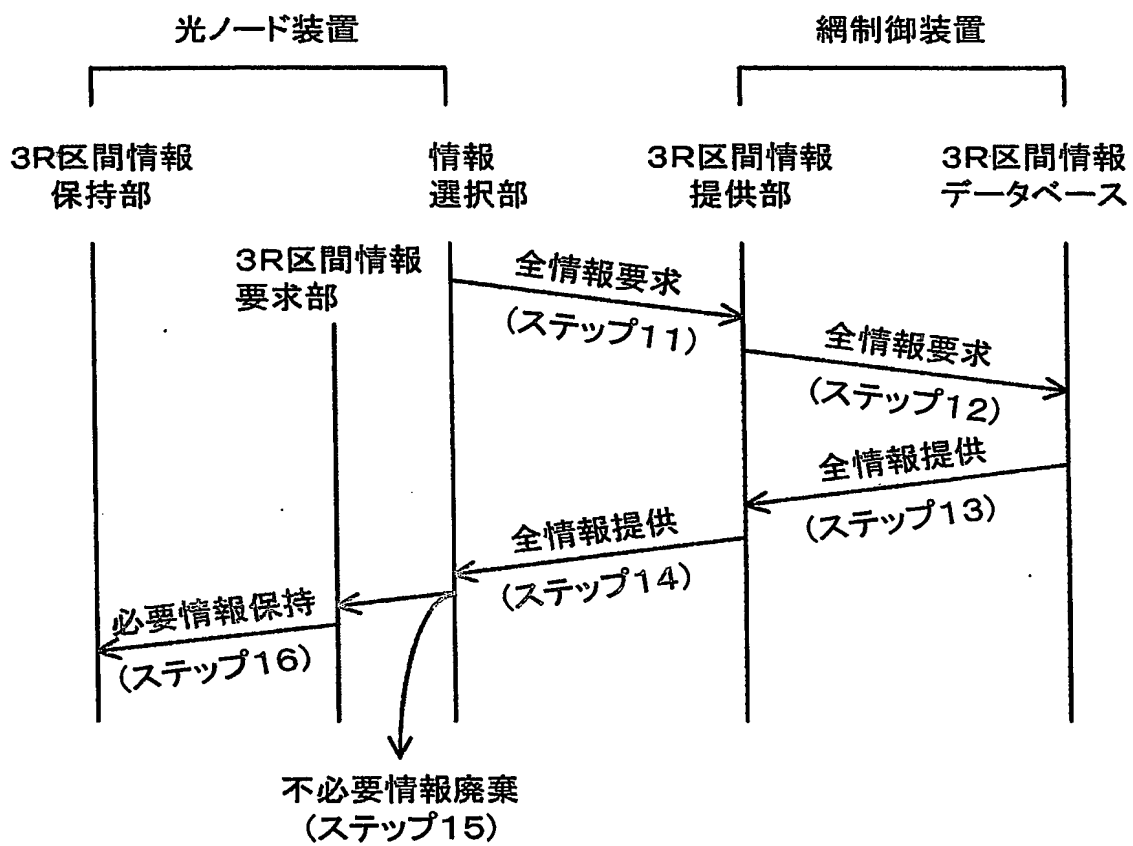 光ノード装置
網制御装置
3R区間情報
保持部
情報
選択部
3R区間情報
提供部
3R区間情報
データベース
3R区間情報
要求部
全情報要求
(ステップ11)
全情報要求
(ステップ12)
全情報提供
(ステップ13)
全情報提供
(ステップ14)
必要情報保持
(ステップ16)
不必要情報廃棄
(ステップ15)